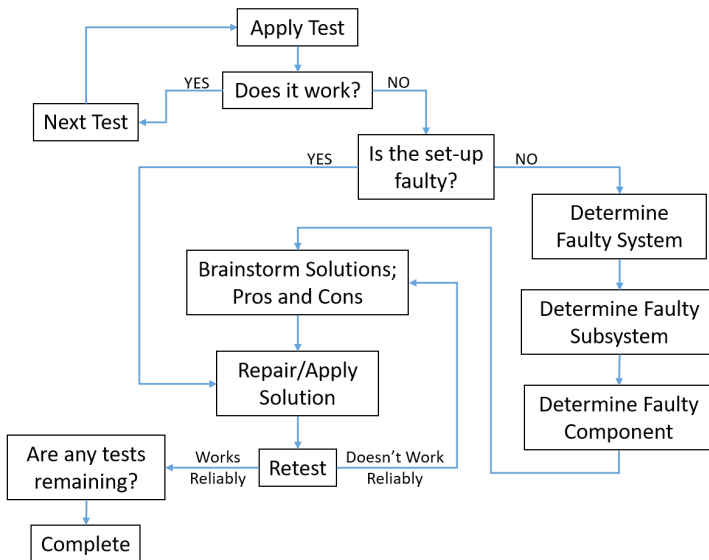 Apply Test
YES
Does it work?
NO
Next Test
YES
Is the set-up
faulty?
NO
Determine
Faulty System
Brainstorm Solutions;
Pros and Cons
Determine Faulty
Subsystem
Repair/Apply
Solution
Determine Faulty
Component
Are any tests
remaining?
Works
Reliably
Retest
Doesn't Work
Reliably
Complete